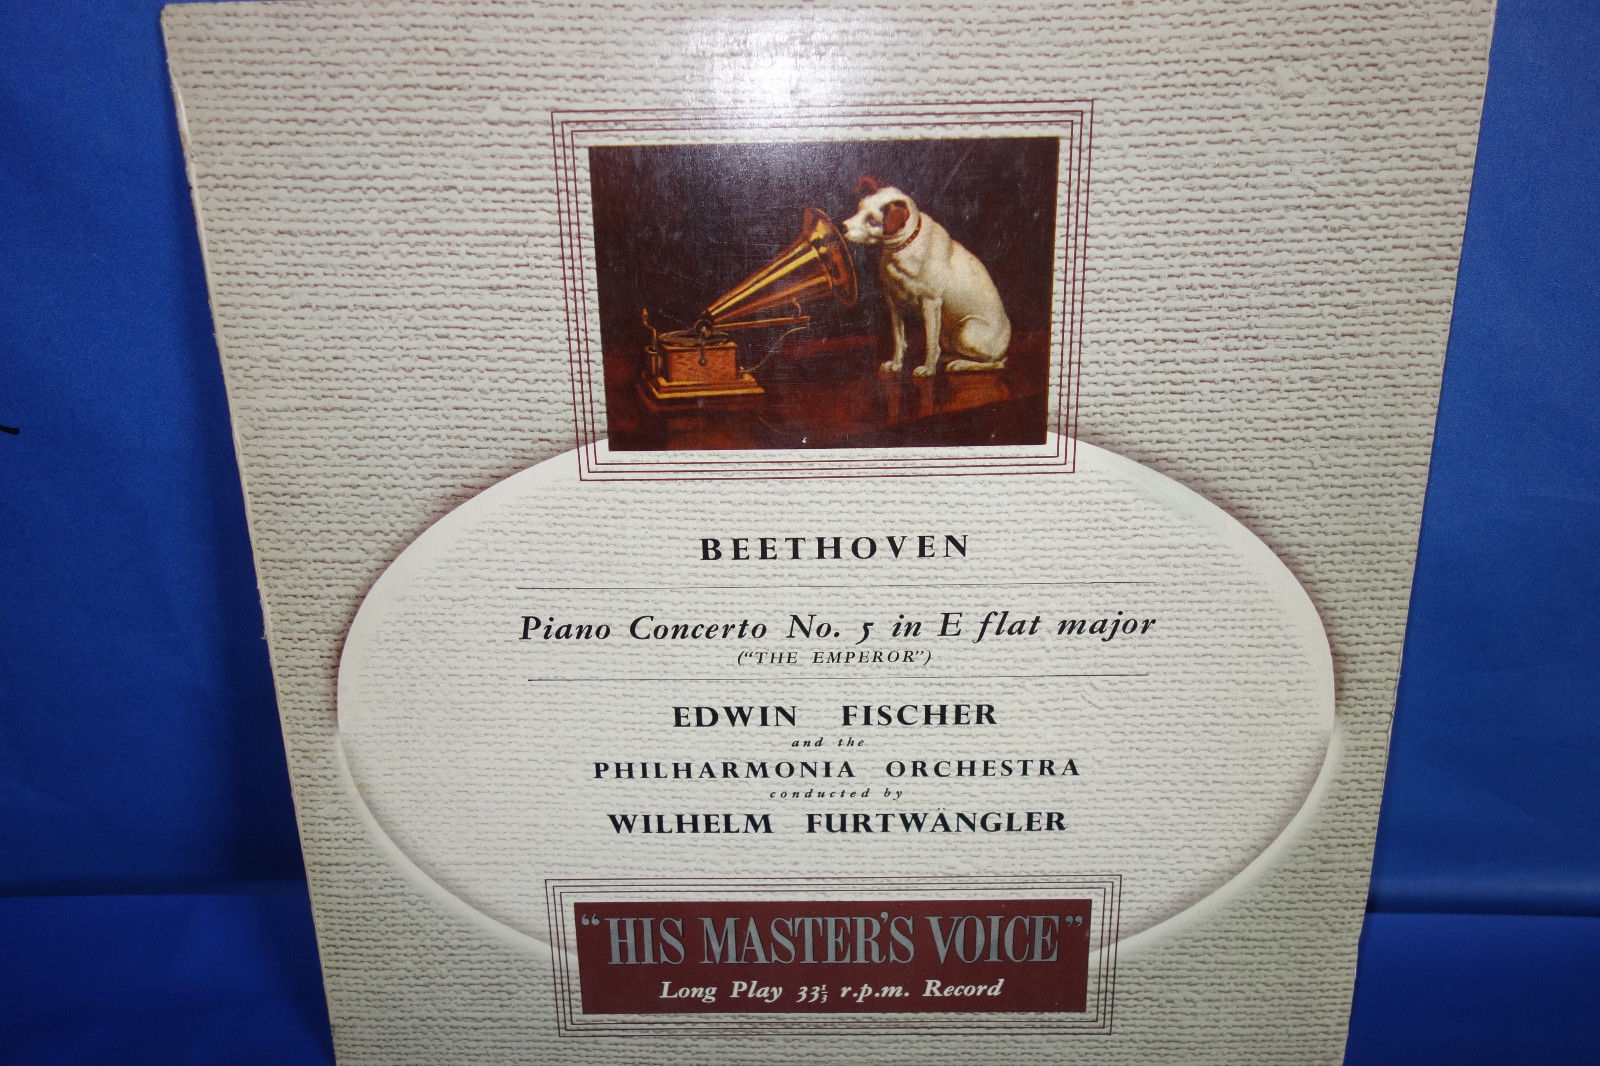 BEETHOVEN
Piano Concerto No. 5 in E flat major
("THE EMPEROR")
EDWIN FISCHER
and the
PHILHARMONIA ORCHESTRA
conducted by
WILHELM FURTWÄNGLER
"HIS MASTER'S VOICE"
Long Play 33⅓ r.p.m. Record